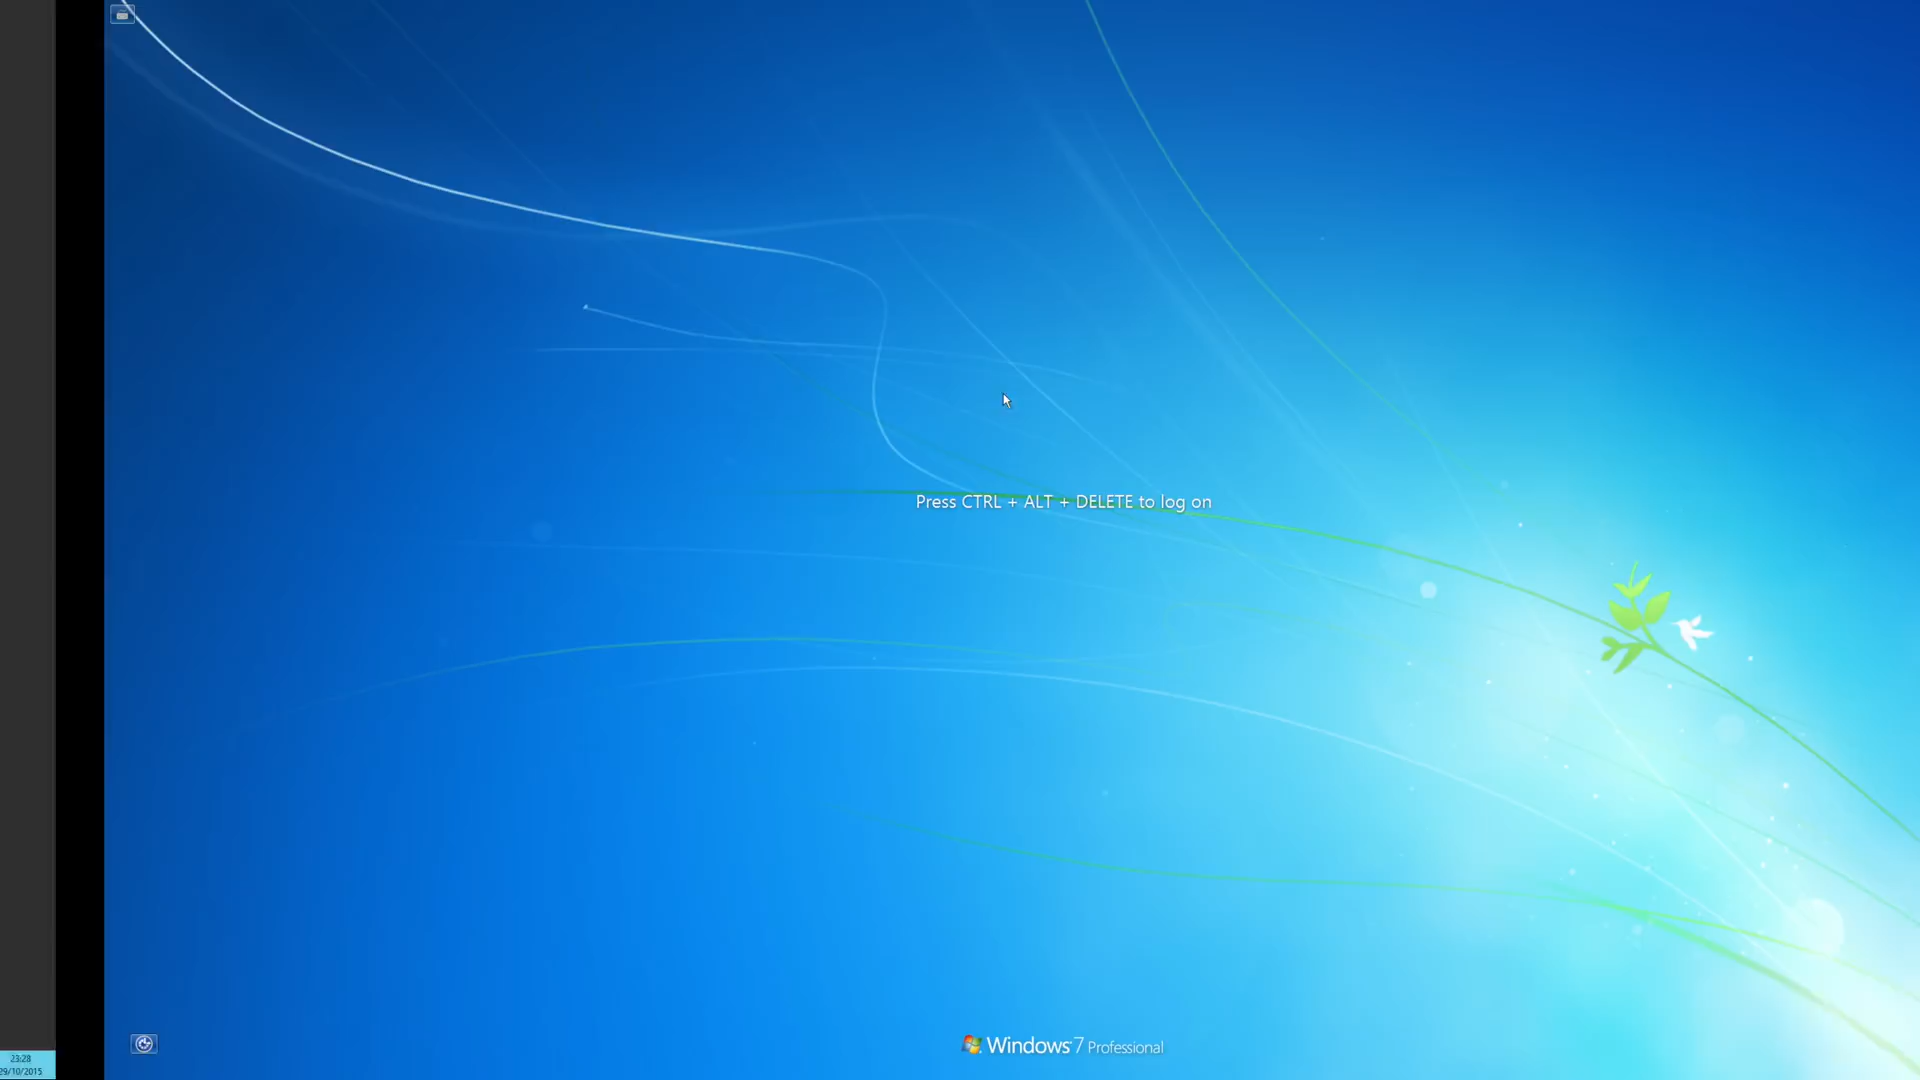 Press CTRL + ALT + DELETE to log on
Windows 7 Professional
23:28
29/10/2015